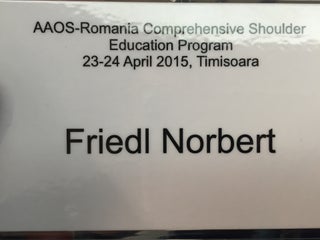 AAOS-Romania Comprehensive Shoulder
Education Program
23-24 April 2015, Timisoara
Friedl Norbert